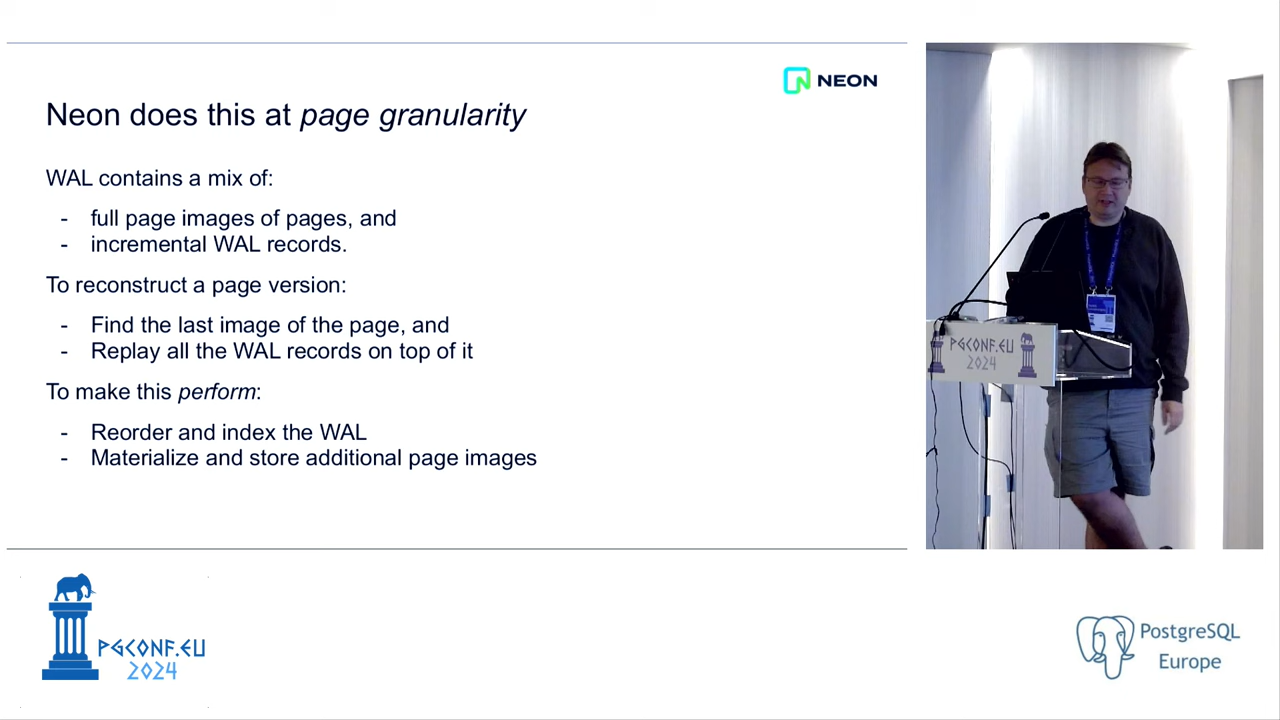 NEON
Neon does this at page granularity
WAL contains a mix of:
- full page images of pages, and
- incremental WAL records.
To reconstruct a page version:
- Find the last image of the page, and
- Replay all the WAL records on top of it
To make this perform:
- Reorder and index the WAL
- Materialize and store additional page images
PGCONF.EU
2024
PGCONF.EU
2024
PostgreSQL
Europe